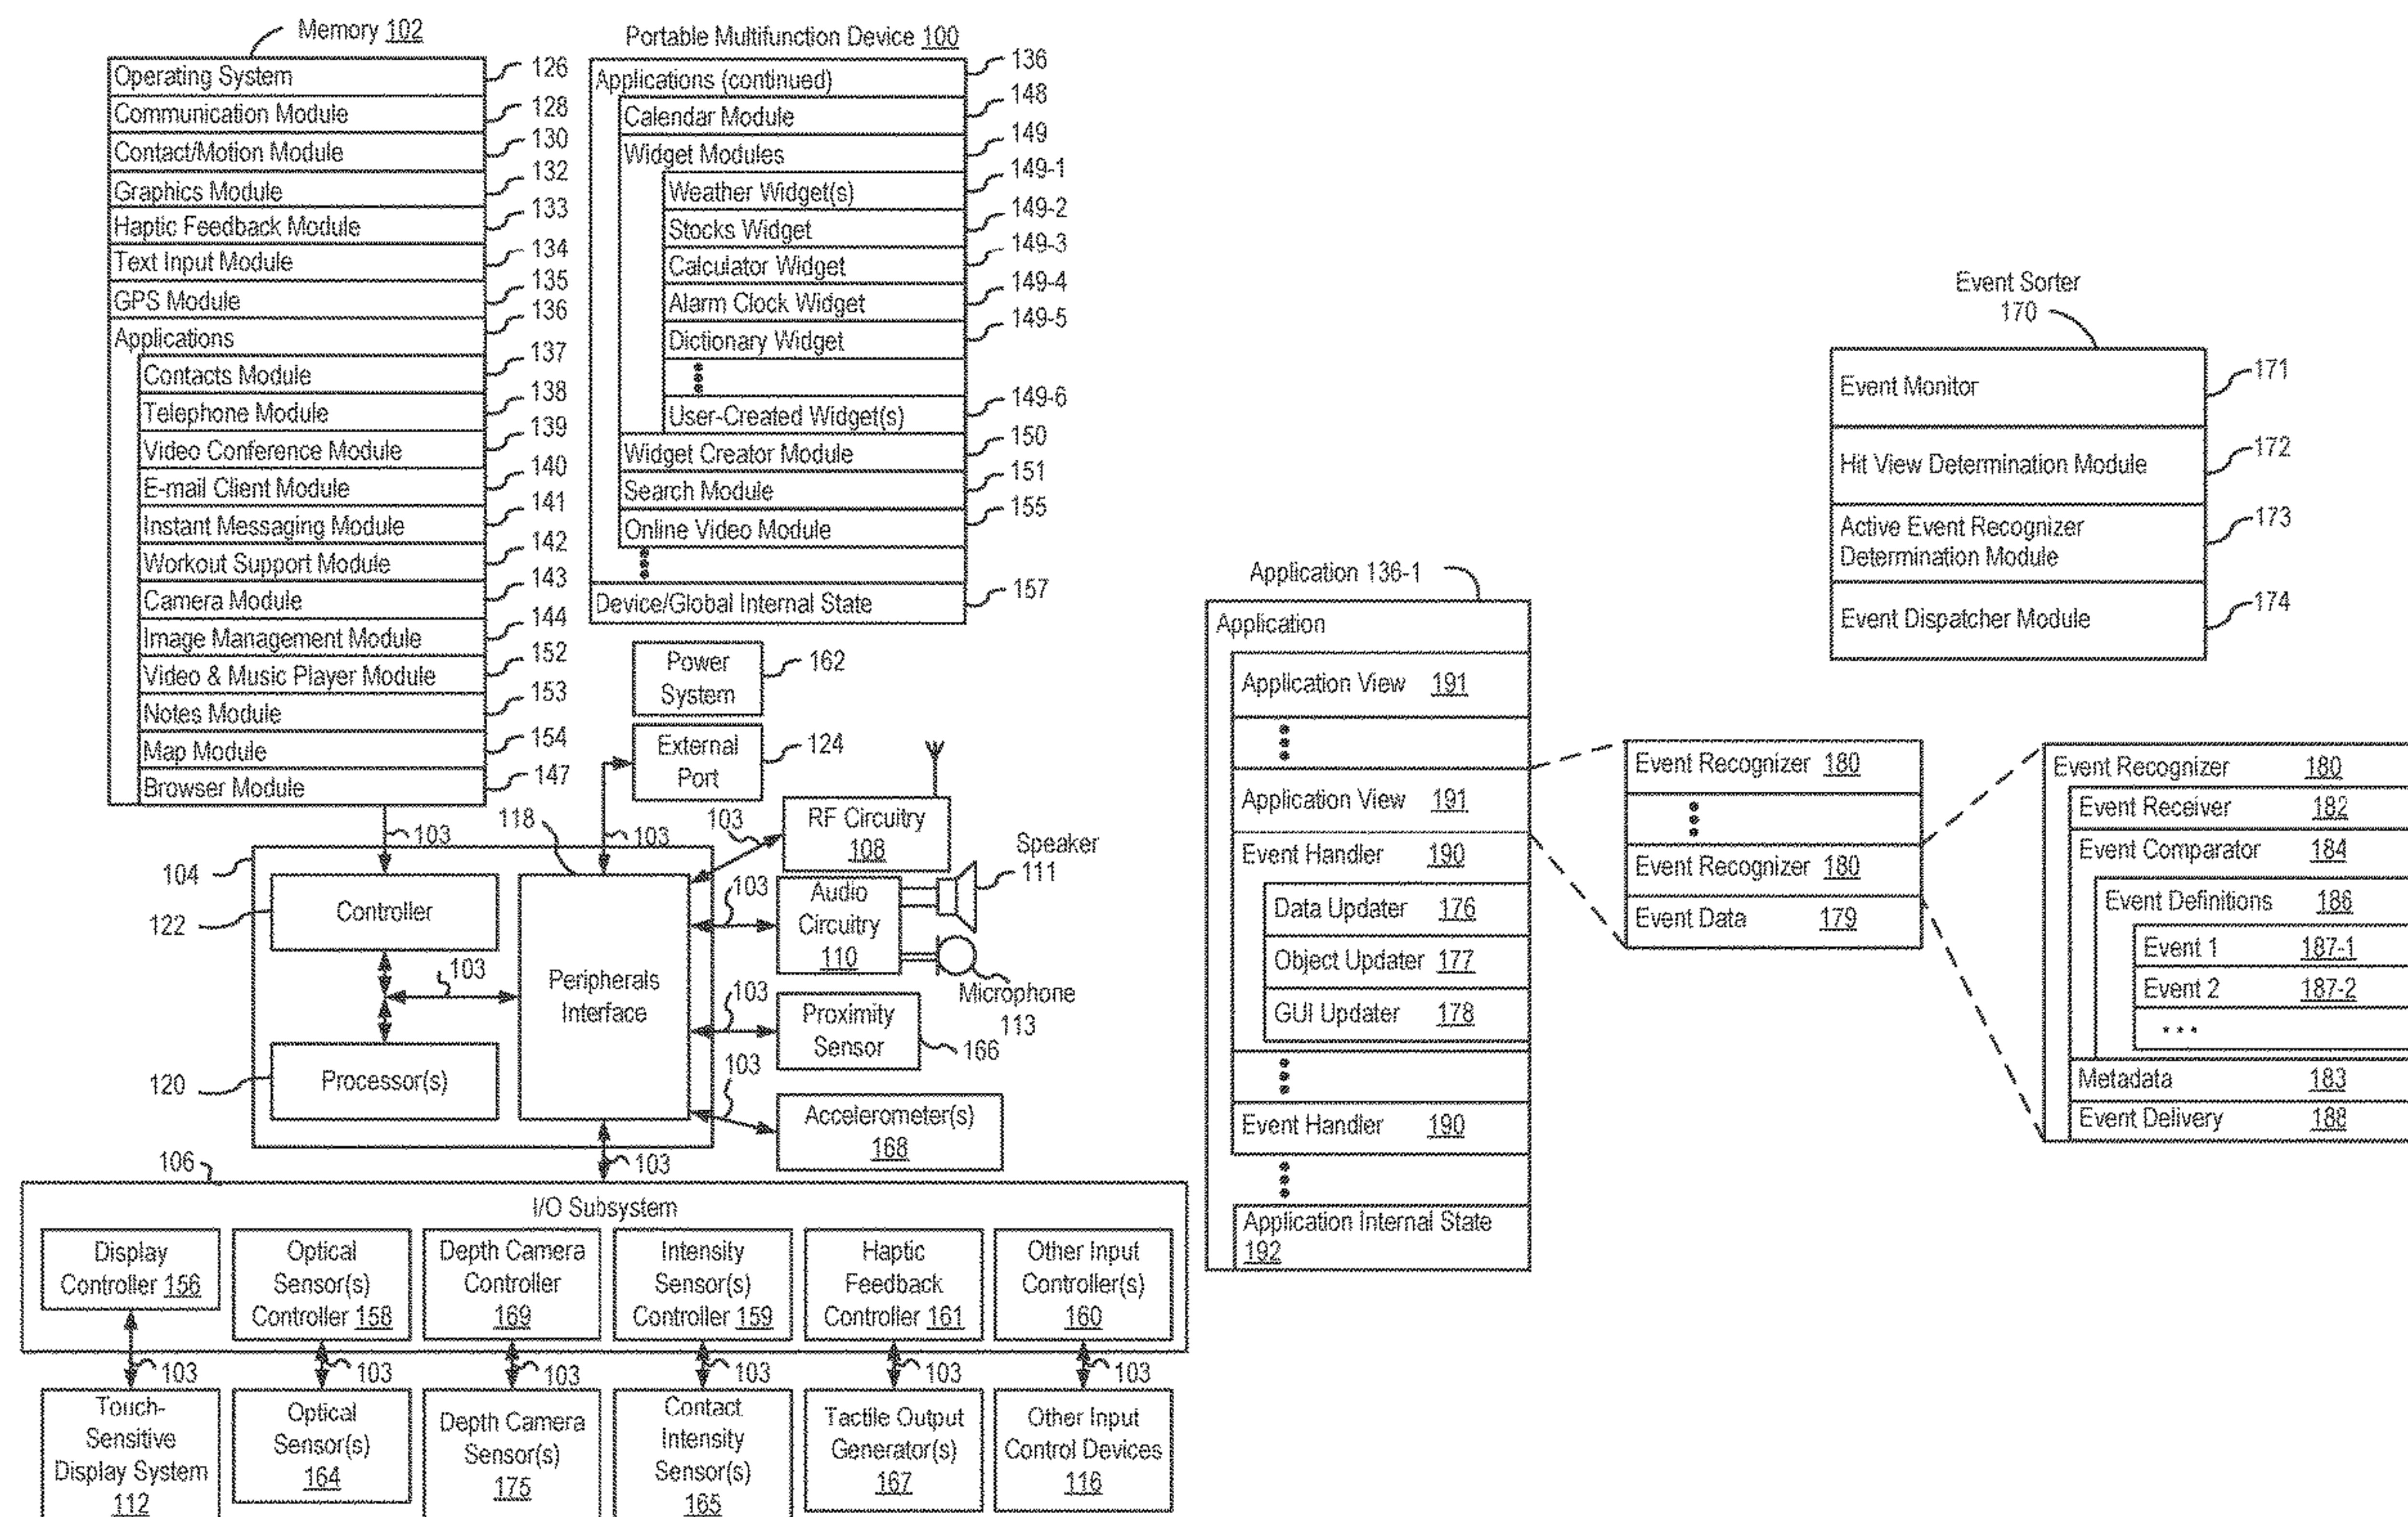 Memory 102
Operating System 126
Communication Module 128
Contact/Motion Module 130
Graphics Module 132
Haptic Feedback Module 133
Text Input Module 134
GPS Module 135
Applications 136
Contacts Module 137
Telephone Module 138
Video Conference Module 139
E-mail Client Module 140
Instant Messaging Module 141
Workout Support Module 142
Camera Module 143
Image Management Module 144
Video & Music Player Module 152
Notes Module 153
Map Module 154
Browser Module 147
Portable Multifunction Device 100
Applications (continued) 136
Calendar Module 148
Widget Modules 149
Weather Widget(s) 149-1
Stocks Widget 149-2
Calculator Widget 149-3
Alarm Clock Widget 149-4
Dictionary Widget 149-5
User-Created Widget(s) 149-6
Widget Creator Module 150
Search Module 151
Online Video Module 155
Device/Global Internal State 157
Power
System
162
External
Port
124
103
103
103
118
RF Circuitry
108
Speaker
111
104
122
Controller
103
Peripherals
Interface
103
Audio
Circuitry
110
Microphone
113
103
Proximity
Sensor
166
120
Processor(s)
103
Accelerometer(s)
168
103
106
I/O Subsystem
Display
Controller 156
Optical
Sensor(s)
Controller 158
Depth Camera
Controller
169
Intensity
Sensor(s)
Controller 159
Haptic
Feedback
Controller 161
Other Input
Controller(s)
160
103
103
103
103
103
103
Touch-
Sensitive
Display System
112
Optical
Sensor(s)
164
Depth Camera
Sensor(s)
175
Contact
Intensity
Sensor(s)
165
Tactile Output
Generator(s)
167
Other Input
Control Devices
116
Application 136-1
Application
Application View 191
Application View 191
Event Handler 190
Data Updater 176
Object Updater 177
GUI Updater 178
Event Handler 190
Application Internal State
192
Event Sorter
170
Event Monitor 171
Hit View Determination Module 172
Active Event Recognizer
Determination Module
173
Event Dispatcher Module 174
Event Recognizer 180
Event Recognizer 180
Event Data 179
Event Recognizer 180
Event Receiver 182
Event Comparator 184
Event Definitions 186
Event 1 187-1
Event 2 187-2
...
Metadata 183
Event Delivery 188